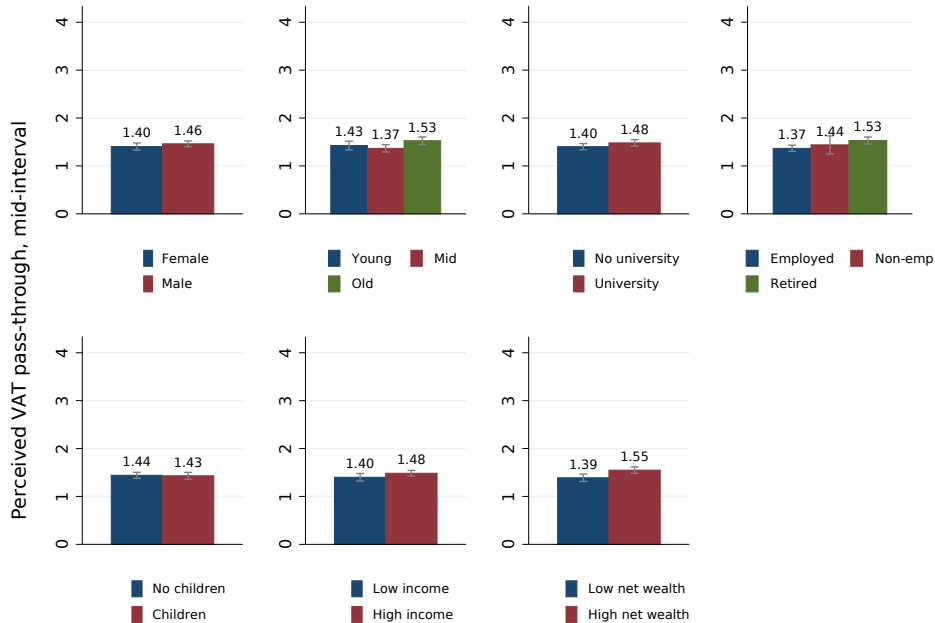 Perceived VAT pass-through, mid-interval
4
3
2
1
0
1.40 1.46
Female
Male
4
3
2
1
0
1.43 1.37 1.53
Young Mid
Old
4
3
2
1
0
1.40 1.48
No university
University
4
3
2
1
0
1.37 1.44 1.53
Employed Non-emp
Retired
4
3
2
1
0
1.44 1.43
No children
Children
4
3
2
1
0
1.40 1.48
Low income
High income
4
3
2
1
0
1.39 1.55
Low net wealth
High net wealth